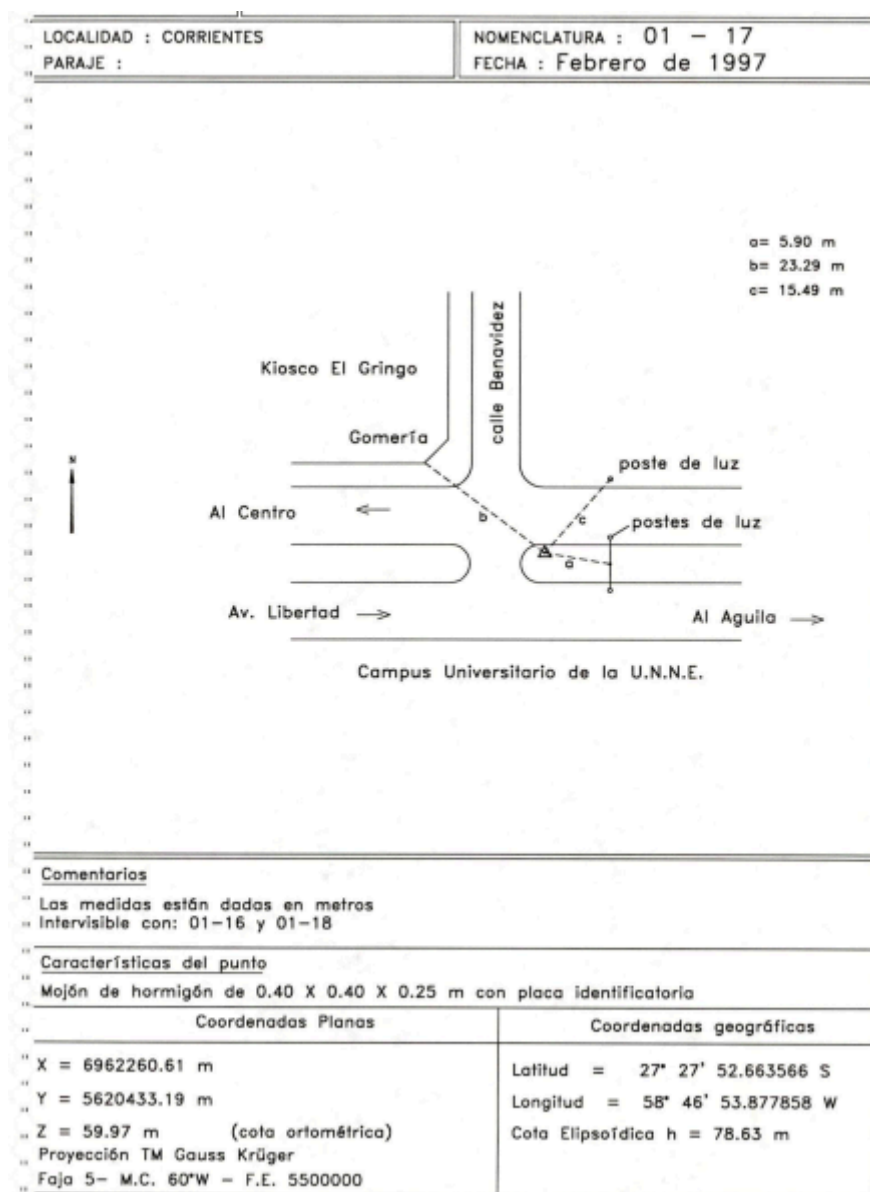 LOCALIDAD : CORRIENTES
PARAJE :
NOMENCLATURA : 01 - 17
FECHA : Febrero de 1997
a= 5.90 m
b= 23.29 m
c= 15.49 m
calle Benavidez
Kiosco El Gringo
Gomería
poste de luz
N
Al Centro
b
c
postes de luz
a
Av. Libertad
Al Aguila
Campus Universitario de la U.N.N.E.
Comentarios
Las medidas están dadas en metros
Intervisible con: 01-16 y 01-18
Características del punto
Mojón de hormigón de 0.40 X 0.40 X 0.25 m con placa identificatoria
Coordenadas Planas
X = 6962260.61 m
Y = 5620433.19 m
Z = 59.97 m (cota ortométrica)
Proyección TM Gauss Krüger
Faja 5- M.C. 60°W - F.E. 5500000
Coordenadas geográficas
Latitud = 27° 27' 52.663566 S
Longitud = 58° 46' 53.877858 W
Cota Elipsoídica h = 78.63 m